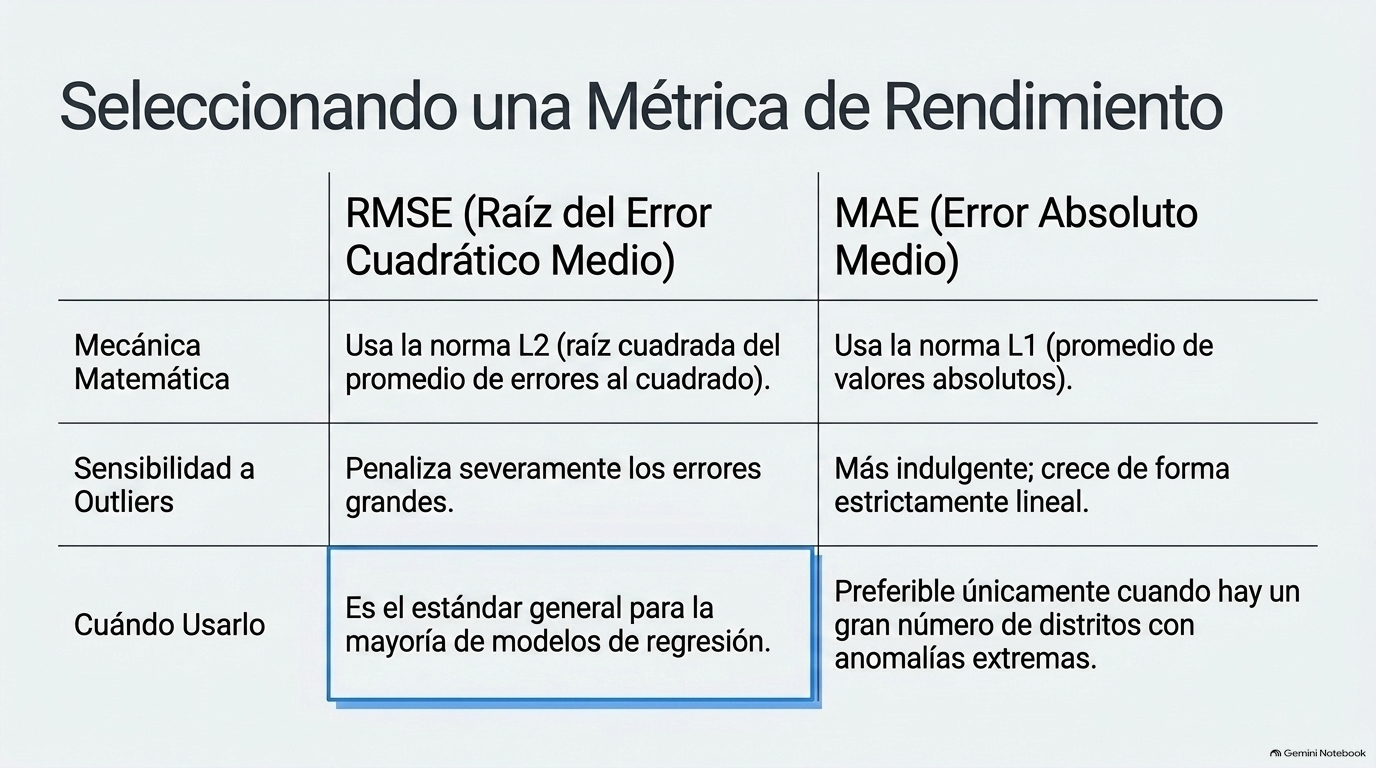 Seleccionando una Métrica de Rendimiento
RMSE (Raíz del Error
Cuadrático Medio)
MAE (Error Absoluto
Medio)
Mecánica
Matemática
Usa la norma L2 (raíz cuadrada del
promedio de errores al cuadrado).
Usa la norma L1 (promedio de
valores absolutos).
Sensibilidad a
Outliers
Penaliza severamente los errores
grandes.
Más indulgente; crece de forma
estrictamente lineal.
Cuándo Usarlo
Es el estándar general para la
mayoría de modelos de regresión.
Preferible únicamente cuando hay un
gran número de distritos con
anomalías extremas.
Gemini Notebook